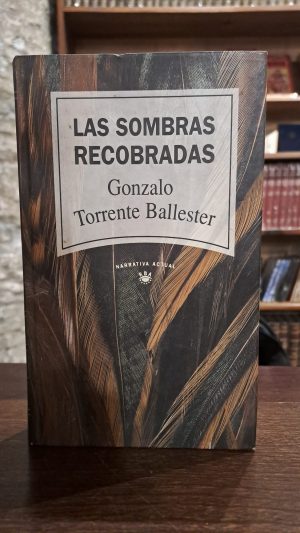 LAS SOMBRAS
RECOBRADAS
Gonzalo
Torrente Ballester
NARRATIVA ACTUAL